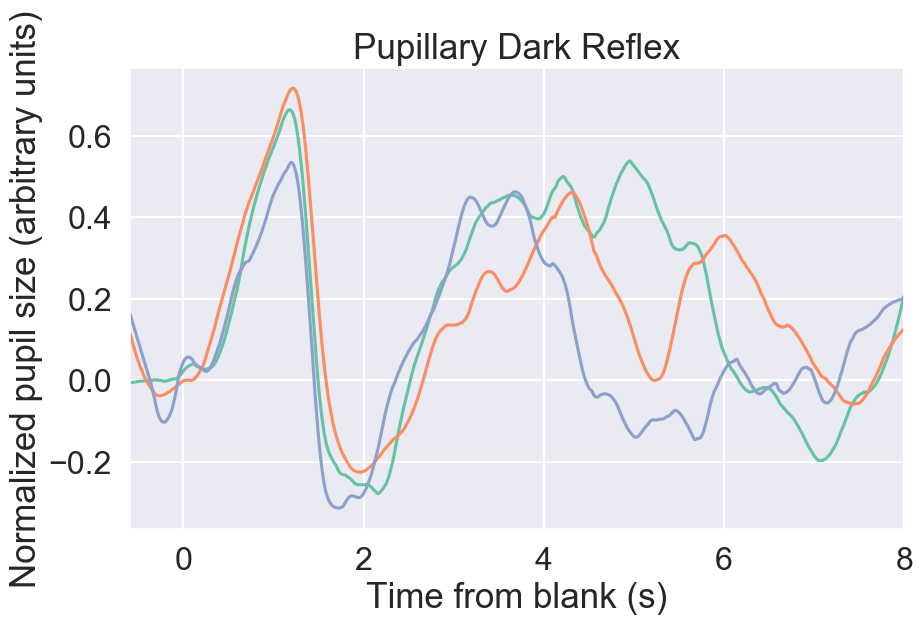 Pupillary Dark Reflex
Normalized pupil size (arbitrary units)
0.6
0.4
0.2
0.0
−0.2
0 2 4 6 8
Time from blank (s)